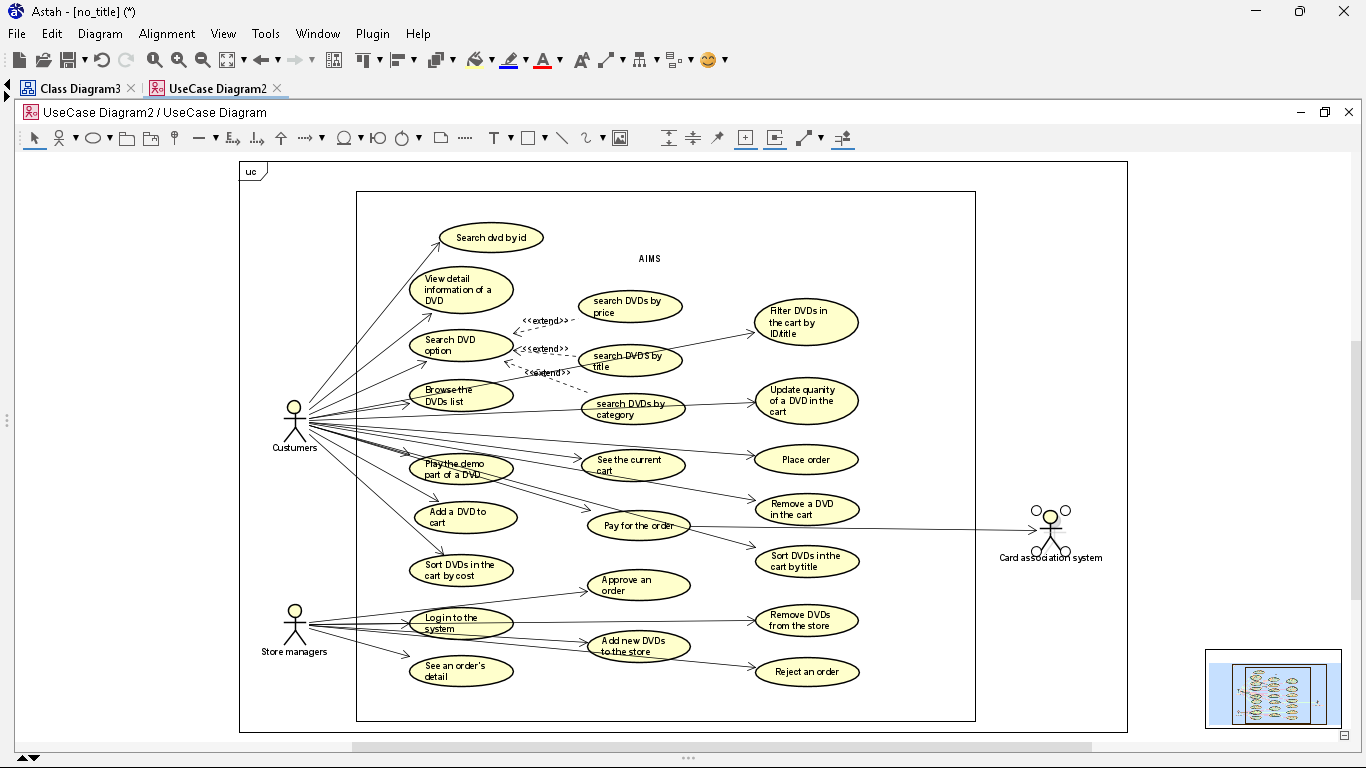 Astah - [no_title] (*)
File Edit Diagram Alignment View Tools Window Plugin Help
Class Diagram3 UseCase Diagram2
UseCase Diagram2 / UseCase Diagram
uc
Search dvd by id
AIMS
View detail
information of a
DVD
Search DVD
option
<<extend>>
<<extend>>
<<extend>>
search DVDs by
price
search DVDS by
title
search DVDs by
category
Filter DVDs in
the cart by
ID/title
Browse the
DVDs list
Update quanity
of a DVD in the
cart
Custumers
Play the demo
part of a DVD
See the current
cart
Place order
Add a DVD to
cart
Pay for the order
Remove a DVD
in the cart
Card association system
Sort DVDs in the
cart by cost
Sort DVDs in the
cart by title
Approve an
order
Store managers
Log in to the
system
Add new DVDs
to the store
Remove DVDs
from the store
See an order's
detail
Reject an order